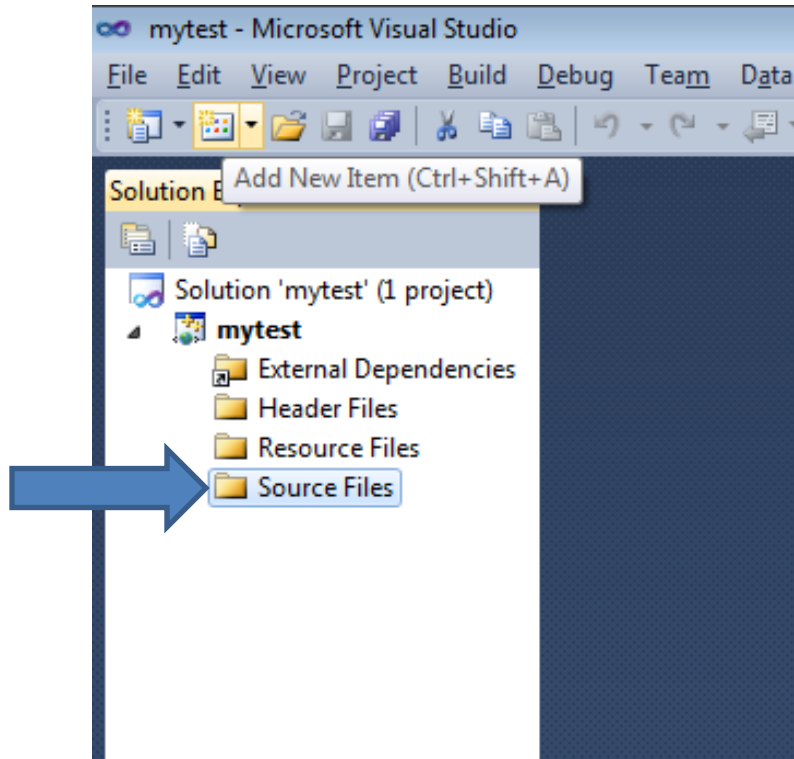 mytest - Microsoft Visual Studio
File Edit View Project Build Debug Team Data
Add New Item (Ctrl+Shift+A)
Solution E
Solution 'mytest' (1 project)
mytest
External Dependencies
Header Files
Resource Files
Source Files